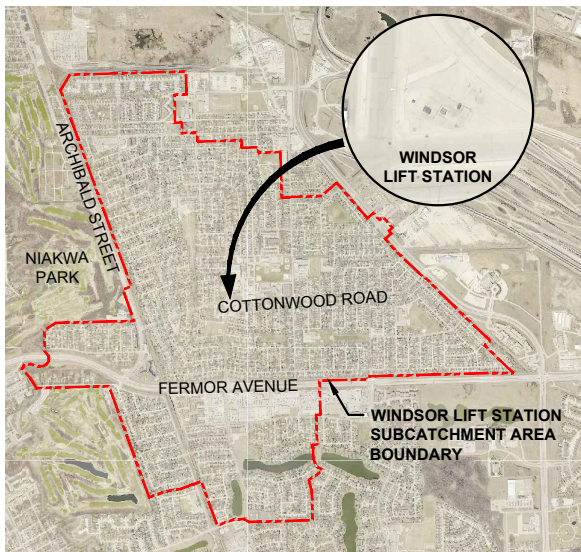 WINDSOR
LIFT STATION
ARCHIBALD STREET
NIAKWA
PARK
COTTONWOOD ROAD
FERMOR AVENUE
WINDSOR LIFT STATION
SUBCATCHMENT AREA
BOUNDARY